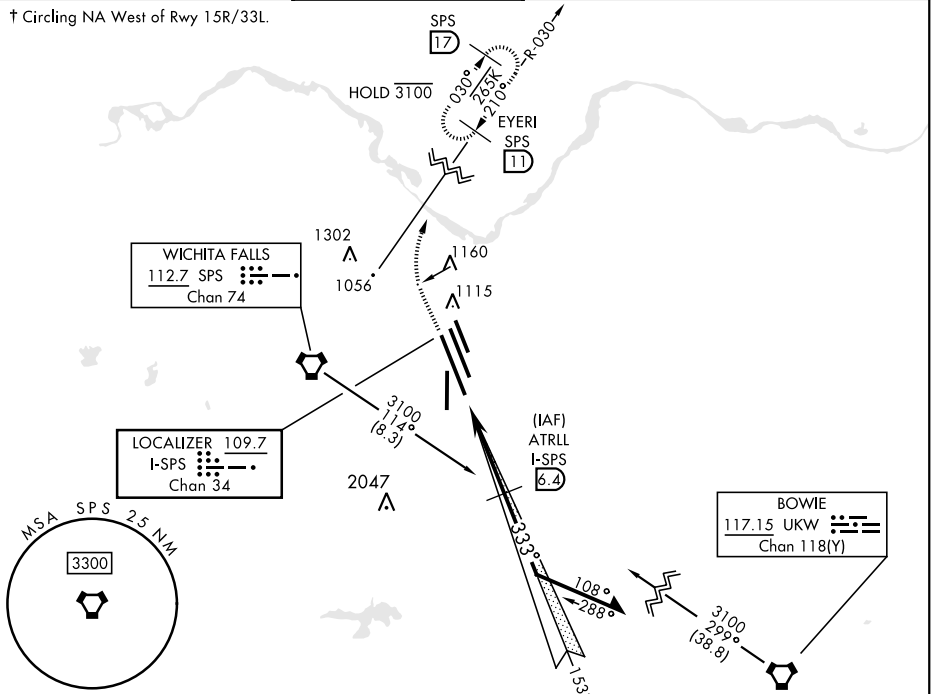 † Circling NA West of Rwy 15R/33L.
SPS
17
R-030
HOLD 3100
030°
265K
210°
EYERI
SPS
11
1302
1056
1160
1115
WICHITA FALLS
112.7 SPS
Chan 74
3100
114°
(8.3)
LOCALIZER 109.7
I-SPS
Chan 34
(IAF)
ATRLL
I-SPS
6.4
2047
BOWIE
117.15 UKW
Chan 118(Y)
MSA SPS 25 NM
3300
333°
108°
288°
3100
299°
(38.8)
153°